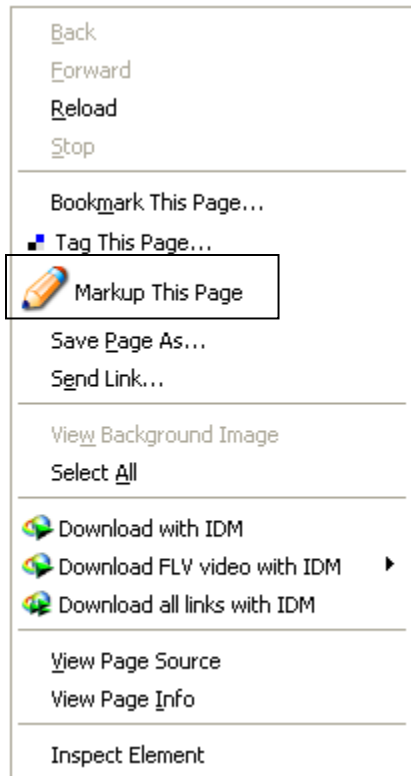 Back
Forward
Reload
Stop
Bookmark This Page...
Tag This Page...
Markup This Page
Save Page As...
Send Link...
View Background Image
Select All
Download with IDM
Download FLV video with IDM
Download all links with IDM
View Page Source
View Page Info
Inspect Element